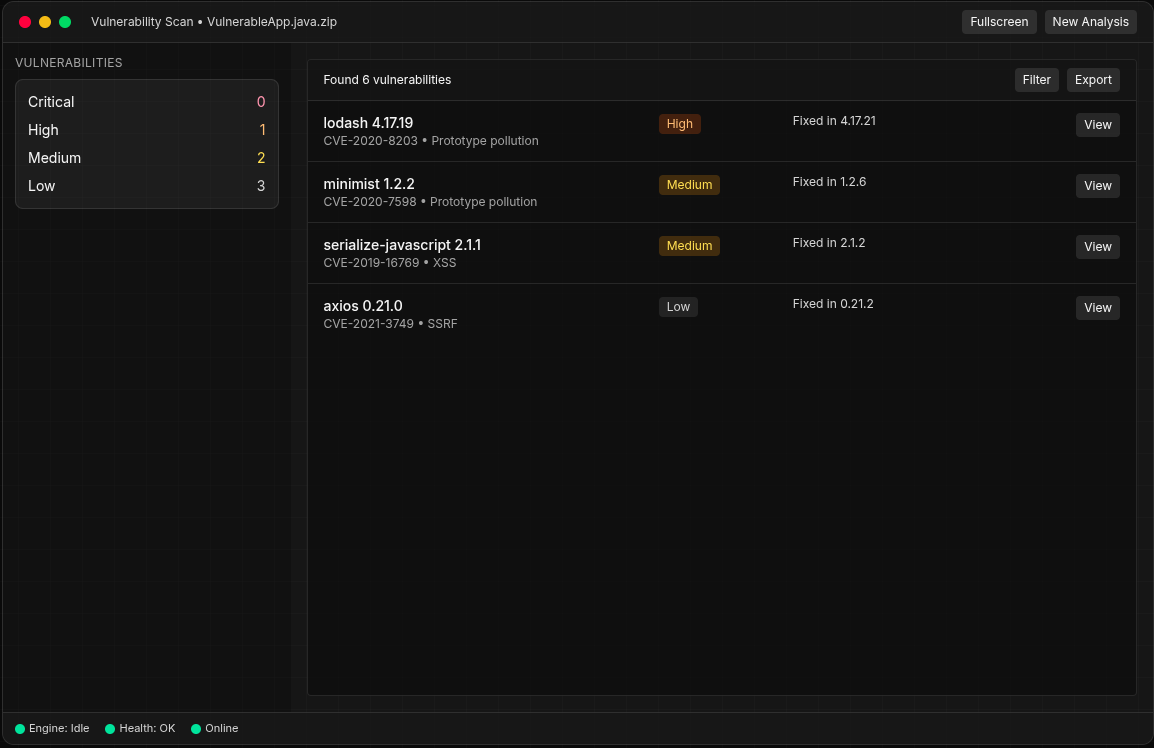 Vulnerability Scan • VulnerableApp.java.zip
Fullscreen
New Analysis
VULNERABILITIES
Critical 0
High 1
Medium 2
Low 3
Found 6 vulnerabilities
Filter
Export
lodash 4.17.19
CVE-2020-8203 • Prototype pollution
High
Fixed in 4.17.21
View
minimist 1.2.2
CVE-2020-7598 • Prototype pollution
Medium
Fixed in 1.2.6
View
serialize-javascript 2.1.1
CVE-2019-16769 • XSS
Medium
Fixed in 2.1.2
View
axios 0.21.0
CVE-2021-3749 • SSRF
Low
Fixed in 0.21.2
View
Engine: Idle
Health: OK
Online